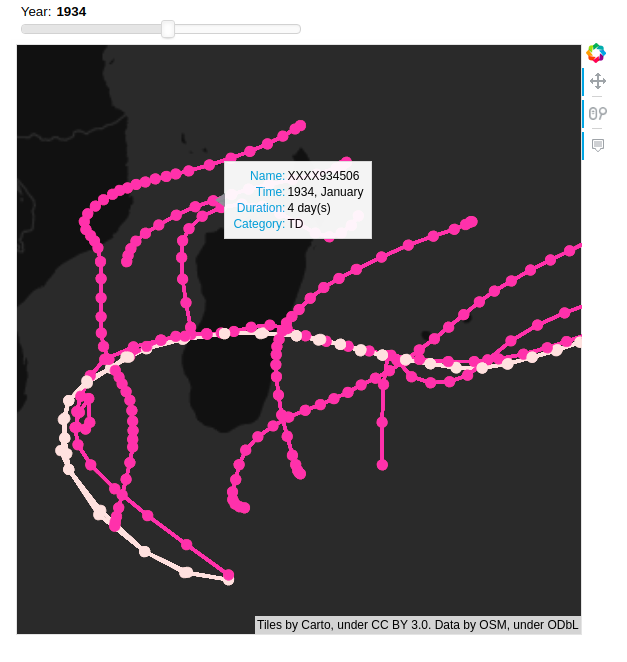 Year: 1934
Name: XXXX934506
Time: 1934, January
Duration: 4 day(s)
Category: TD
Tiles by Carto, under CC BY 3.0. Data by OSM, under ODbL